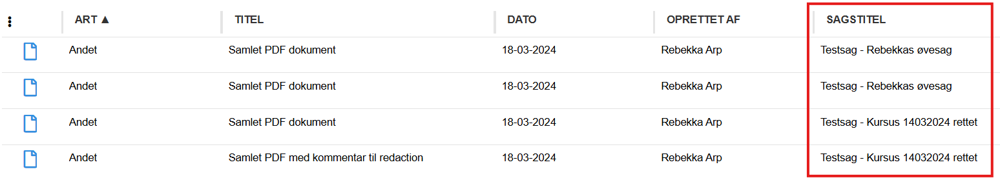 ART ▲ TITEL DATO OPRETTET AF SAGSTITEL
Andet Samlet PDF dokument 18-03-2024 Rebekka Arp Testsag - Rebekkas øvesag
Andet Samlet PDF dokument 18-03-2024 Rebekka Arp Testsag - Rebekkas øvesag
Andet Samlet PDF dokument 18-03-2024 Rebekka Arp Testsag - Kursus 14032024 rettet
Andet Samlet PDF med kommentar til redaction 18-03-2024 Rebekka Arp Testsag - Kursus 14032024 rettet